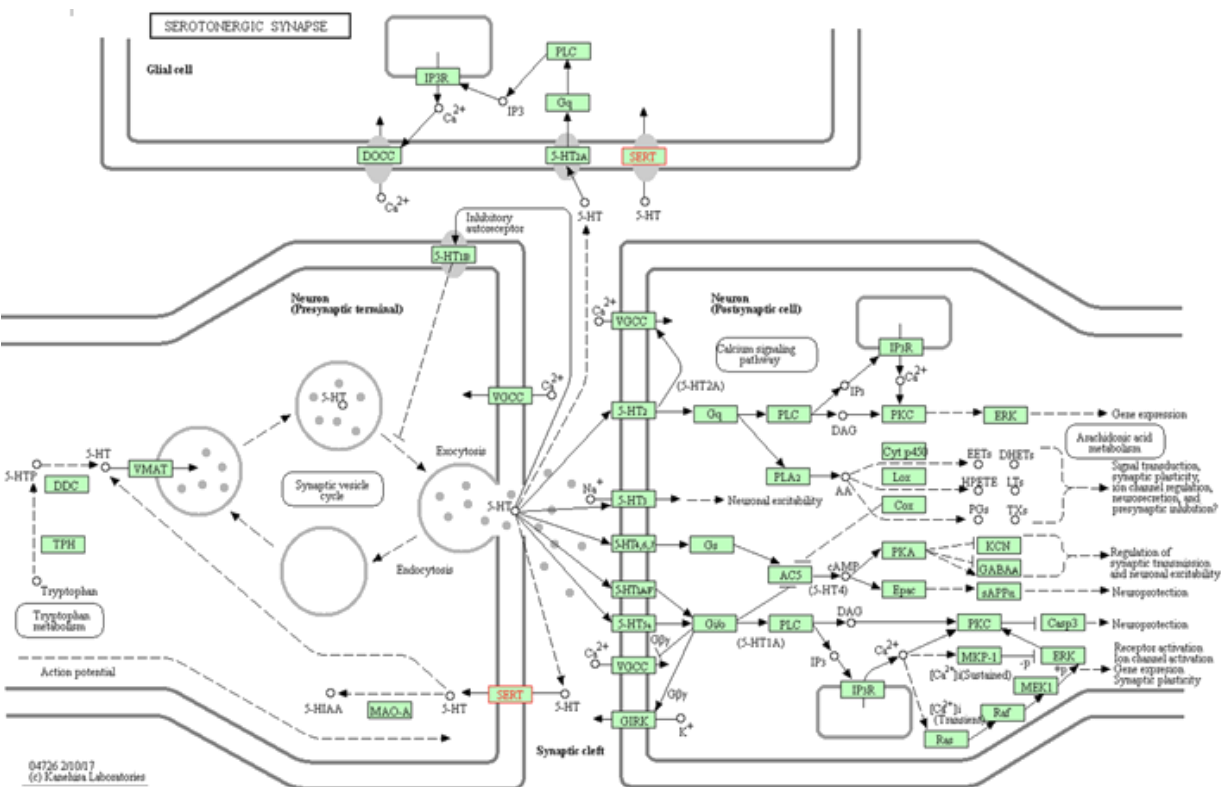 SEROTONERGIC SYNAPSE
Glial cell
PLC
IP3R
IP3
Gq
Ca2+
DOCC
5-HT2A
SERT
Ca2+
5-HT
5-HT
Inhibitory
autoreceptor
5-HT1B
Neuron
(Presynaptic terminal)
Neuron
(Postsynaptic cell)
Ca2+
VGCC
Calcium signaling
pathway
IP3R
Ca2+
IP3
(5-HT2A)
VGCC
Ca2+
5-HT
5-HT2
Gq
PLC
DAG
PKC
ERK
Gene expression
Exocytosis
Arachidonic acid
metabolism
Cyt p450
EETs
DHETs
5-HT
5-HTP
DDC
VMAT
Synaptic vesicle
cycle
PLA2
AA
Lox
HPETE
LTs
Signal transduction,
synaptic plasticity,
ion channel regulation,
neurosecretion, and
presynaptic inhibition?
Na+
5-HT3
Neuronal excitability
Cox
PGs
TXs
5-HT
TPH
Gs
AC5
cAMP
(5-HT4)
PKA
KCN
GABAA
Regulation of
synaptic transmission
and neuronal excitability
Endocytosis
Tryptophan
Tryptophan
metabolism
Epac
sAPPα
Neuroprotection
5-HT1A/F
5-HT5a
Gi/o
PLC
(5-HT1A)
DAG
PKC
Casp3
Neuroprotection
Gβγ
Ca2+
VGCC
IP3
Ca2+
MKP-1
-p
ERK
+p
Receptor activation
Ion channel activation
Gene expresion
Synaptic plasticity
[Ca2+]i(Sustained)
Action potential
Gβγ
IP3R
MEK1
5-HIAA
MAO-A
5-HT
SERT
5-HT
GIRK
K+
[Ca2+]i
(Transient)
Raf
Ras
Synaptic cleft
04726 2/10/17
(c) Kanehisa Laboratories